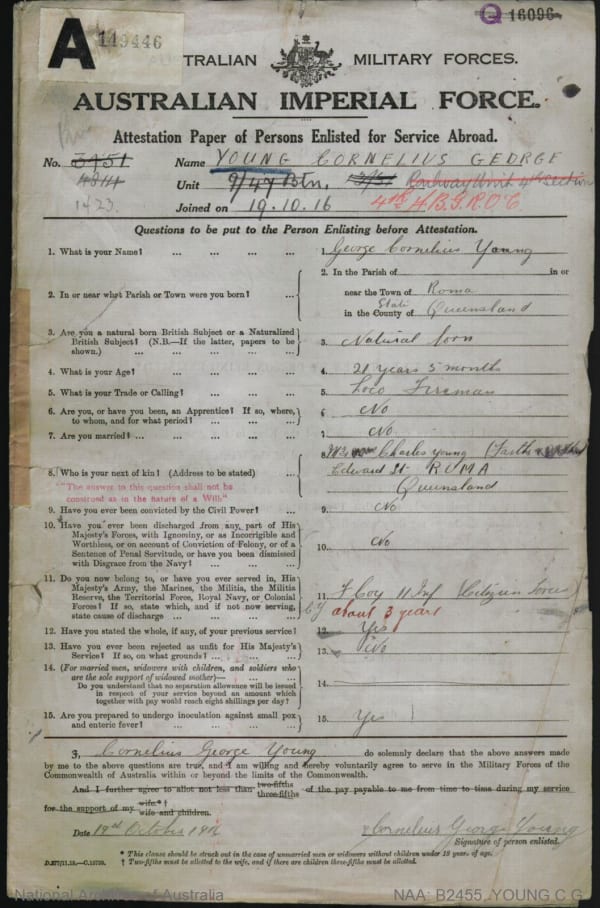 Q 16096
A 149446
AUSTRALIAN MILITARY FORCES.
AUSTRALIAN IMPERIAL FORCE.
Attestation Paper of Persons Enlisted for Service Abroad.
No. 3951 Name YOUNG CORNELIUS GEORGE
Unit 9/47 Btn. Railway Unit 4th Section
1423. Joined on 19.10.16 4th A.B.G.R.O.C
Questions to be put to the Person Enlisting before Attestation.
1. What is your Name? ... ... ... ... 1. George Cornelius Young
2. In or near what Parish or Town were you born? ... 2. In the Parish of in or
near the Town of Roma
State
in the County of Queensland
3. Are you a natural born British Subject or a Naturalized
British Subject? (N.B.—If the latter, papers to be
shown.) ... ... ... ... ... 3. Natural born
4. What is your Age? ... ... ... ... 4. 21 years 5 months
5. What is your Trade or Calling? ... ... ... 5. Loco Fireman
6. Are you, or have you been, an Apprentice? If so, where,
to whom, and for what period? ... ... ... 6. No
7. Are you married? ... ... ... ... ... 7. No
8. Who is your next of kin? (Address to be stated) ... 8. Charles Young
Edward St ROMA
Queensland
"The answer to this question shall not
be construed as in the nature of a Will"
9. Have you ever been convicted by the Civil Power? ... 9. No
10. Have you ever been discharged from any part of His
Majesty's Forces, with Ignominy, or as Incorrigible and
Worthless, or on account of Conviction of Felony, or of a
Sentence of Penal Servitude, or have you been dismissed
with Disgrace from the Navy? ... ... ... 10. No
11. Do you now belong to, or have you ever served in, His
Majesty's Army, the Marines, the Militia, the Militia
Reserve, the Territorial Force, Royal Navy, or Colonial
Forces? If so, state which, and if not now serving,
state cause of discharge ... ... ... ... 11. F Coy 11 Inf Citizen Forces
about 3 years
12. Have you stated the whole, if any, of your previous service? 12. Yes
13. Have you ever been rejected as unfit for His Majesty's
Service? If so, on what grounds? ... ... ... 13. No
14. (For married men, widowers with children, and soldiers who
are the sole support of widowed mother)—
Do you understand that no separation allowance will be issued
in respect of your service beyond an amount which
together with pay would reach eight shillings per day? 14.
15. Are you prepared to undergo inoculation against small pox
and enteric fever? ... ... ... ... ... 15. Yes
I, Cornelius George Young do solemnly declare that the above answers made
by me to the above questions are true, and I am willing and hereby voluntarily agree to serve in the Military Forces of the
Commonwealth of Australia within or beyond the limits of the Commonwealth.
And I further agree to allot not less than two-fifths three-fifths of the pay payable to me from time to time during my service
for the support of my wife.*† wife and children.
Date 19th October 1916 Cornelius George Young
Signature of person enlisted.
* This clause should be struck out in the case of unmarried men or widowers without children under 18 years of age.
† Two-fifths must be allotted to the wife, and if there are children three-fifths must be allotted.
National Archives of Australia NAA: B2455, YOUNG C G